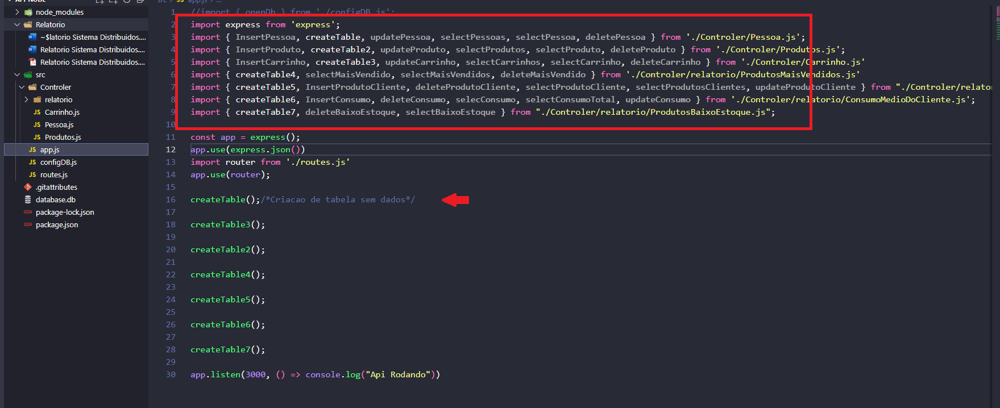 node_modules
Relatorio
~$latorio Sistema Distribuidos....
Relatorio Sistema Distribuidos....
Relatorio Sistema Distribuidos....
src
Controler
relatorio
JS Carrinho.js
JS Pessoa.js
JS Produtos.js
JS app.js
JS configDB.js
JS routes.js
.gitattributes
database.db
package-lock.json
package.json
1 //import { openDb } from './configDB.js';
2 import express from 'express';
3 import { InsertPessoa, createTable, updatePessoa, selectPessoas, selectPessoa, deletePessoa } from './Controler/Pessoa.js';
4 import { InsertProduto, createTable2, updateProduto, selectProdutos, selectProduto, deleteProduto } from './Controler/Produtos.js';
5 import { InsertCarrinho, createTable3, updateCarrinho, selectCarrinhos, selectCarrinho, deleteCarrinho } from './Controler/Carrinho.js'
6 import { createTable4, selectMaisVendido, selectMaisVendidos, deleteMaisVendido } from './Controler/relatorio/ProdutosMaisVendidos.js'
7 import { createTable5, InsertProdutoCliente, deleteProdutoCliente, selectProdutoCliente, selectProdutosClientes, updateProdutoCliente } from "./Controler/relator
8 import { createTable6, InsertConsumo, deleteConsumo, selecConsumo, selectConsumoTotal, updateConsumo } from './Controler/relatorio/ConsumoMedioDoCliente.js';
9 import { createTable7, deleteBaixoEstoque, selectBaixoEstoque } from "./Controler/relatorio/ProdutosBaixoEstoque.js";
10
11 const app = express();
12 app.use(express.json())
13 import router from './routes.js'
14 app.use(router);
15
16 createTable();/*Criacao de tabela sem dados*/
17
18 createTable3();
19
20 createTable2();
21
22 createTable4();
23
24 createTable5();
25
26 createTable6();
27
28 createTable7();
29
30 app.listen(3000, () => console.log("Api Rodando"))